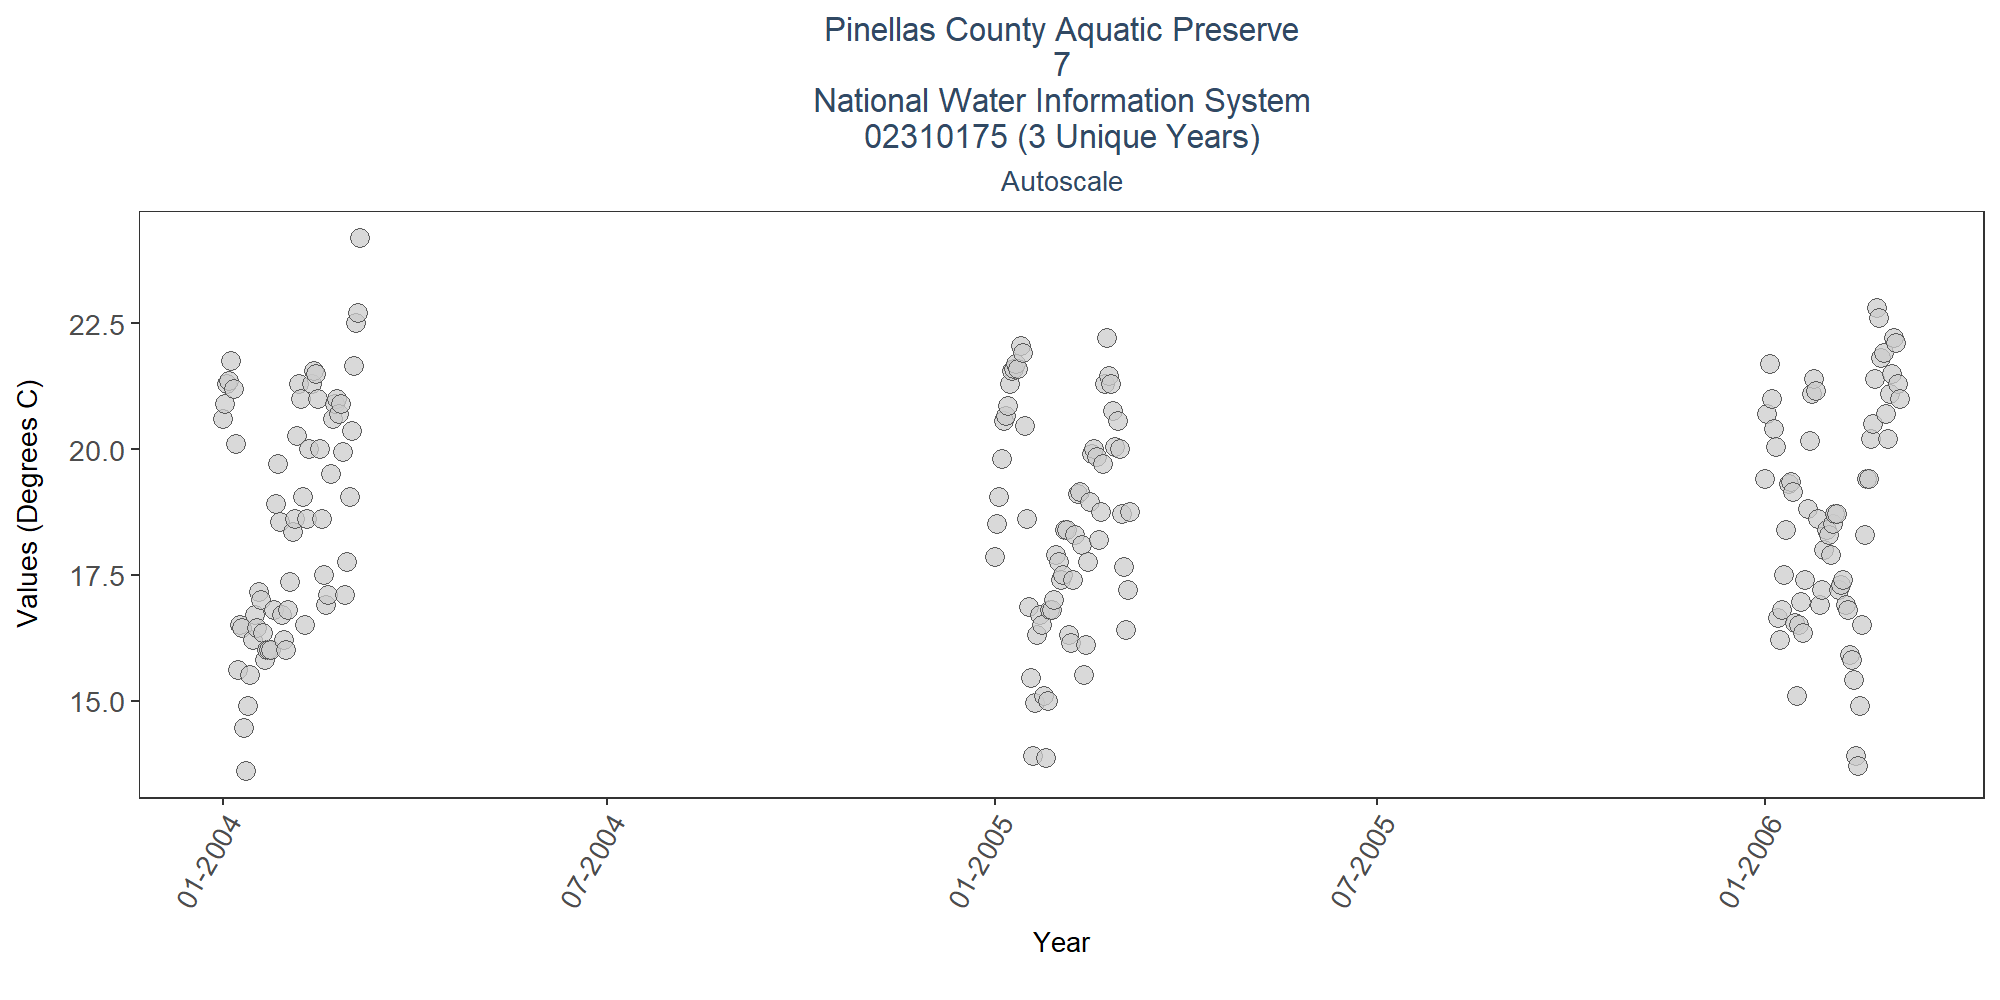 Pinellas County Aquatic Preserve
7
National Water Information System
02310175 (3 Unique Years)
Autoscale
Values (Degrees C)
22.5
20.0
17.5
15.0
01-2004
07-2004
01-2005
07-2005
01-2006
Year